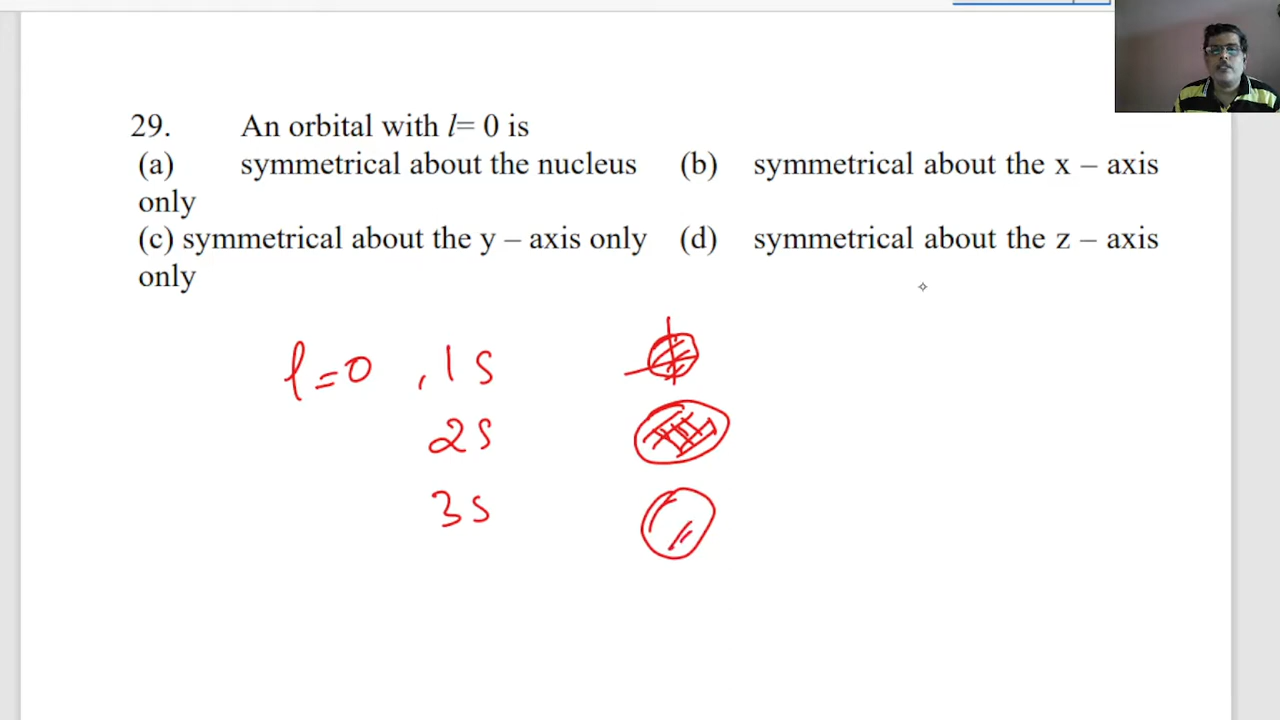 29. An orbital with l= 0 is
(a) symmetrical about the nucleus (b) symmetrical about the x – axis
only
(c) symmetrical about the y – axis only (d) symmetrical about the z – axis
only
l=0 , 1s
2s
3s